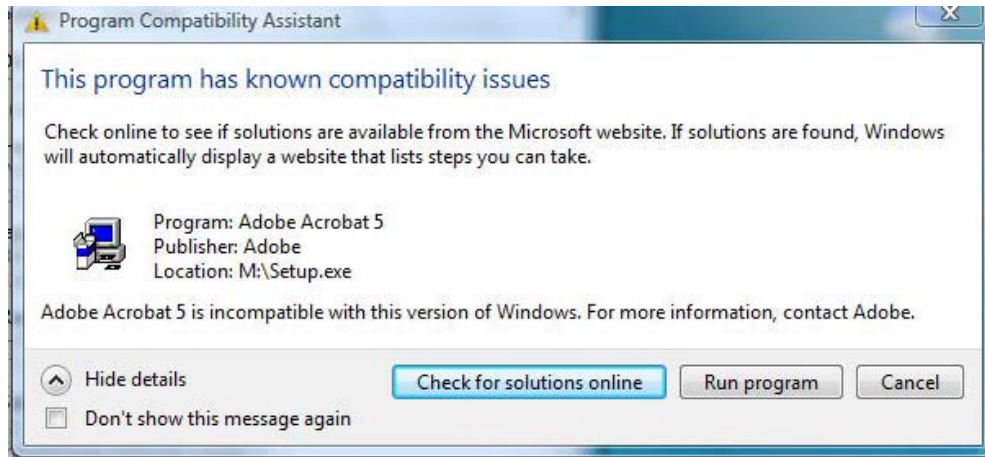 Program Compatibility Assistant
This program has known compatibility issues
Check online to see if solutions are available from the Microsoft website. If solutions are found, Windows
will automatically display a website that lists steps you can take.
Program: Adobe Acrobat 5
Publisher: Adobe
Location: M:\Setup.exe
Adobe Acrobat 5 is incompatible with this version of Windows. For more information, contact Adobe.
Hide details
Check for solutions online
Run program
Cancel
Don't show this message again